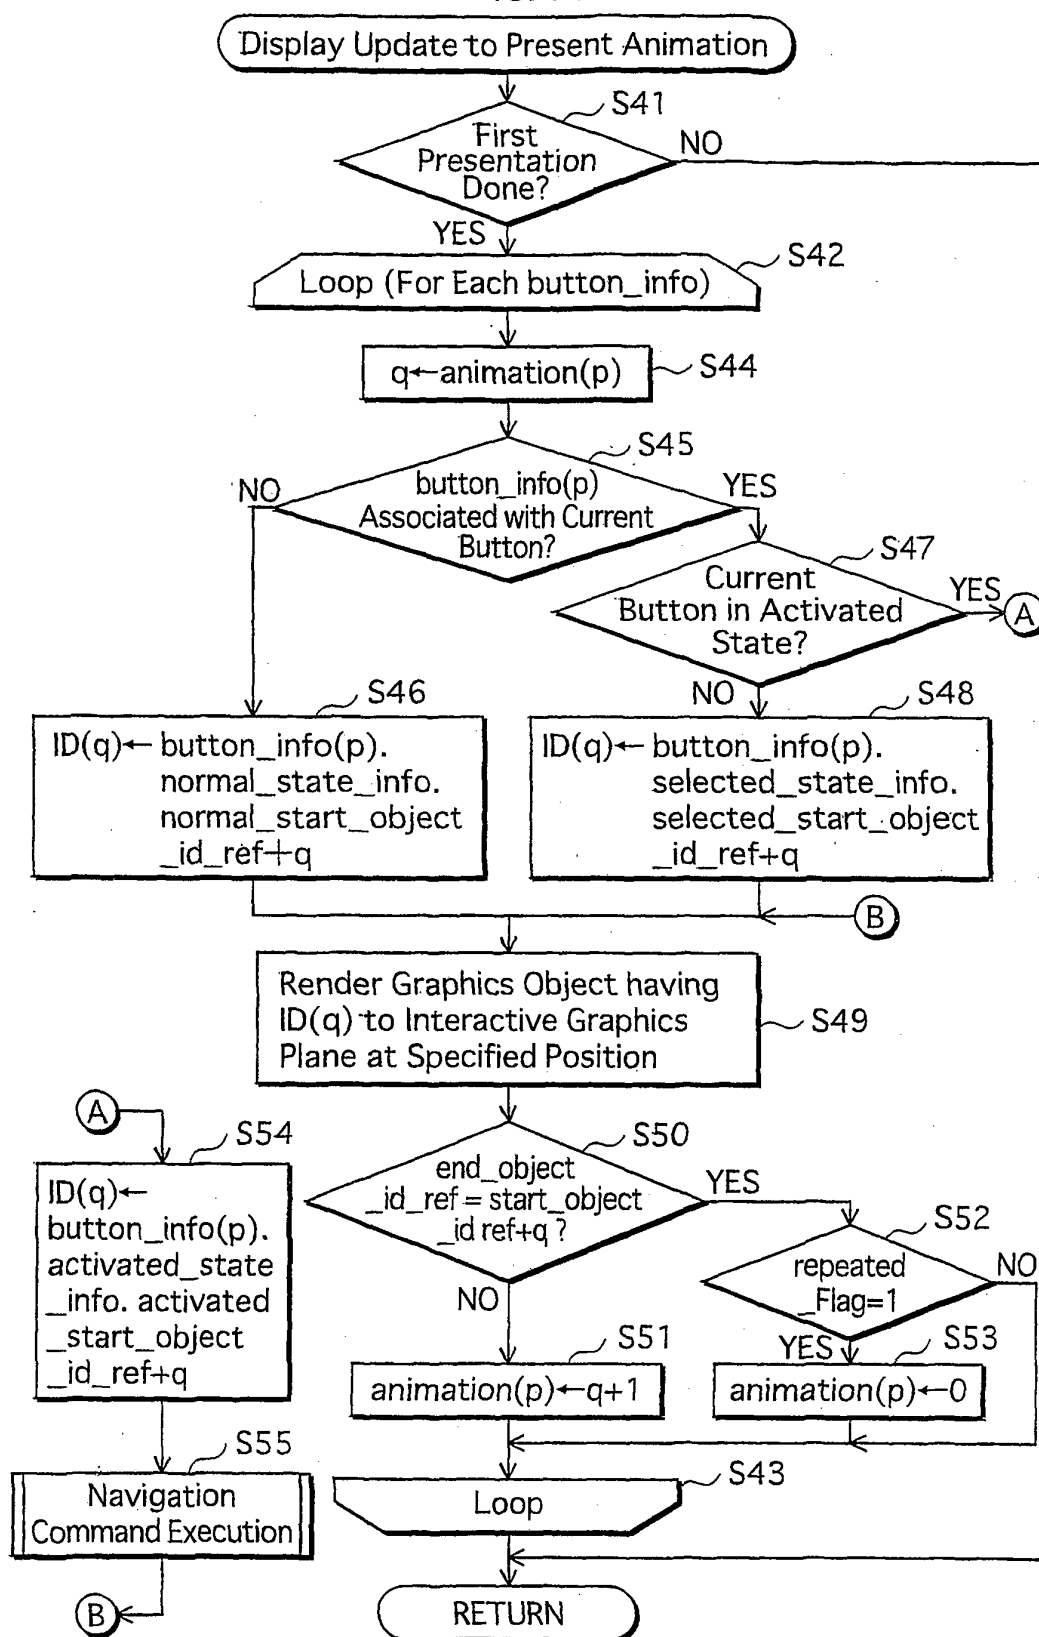 Display Update to Present Animation
S41
First
Presentation
Done?
NO
YES
S42
Loop (For Each button_info)
q←animation(p)
S44
S45
button_info(p)
Associated with Current
Button?
NO
YES
S47
Current
Button in Activated
State?
YES
A
NO
S46
ID(q)← button_info(p).
normal_state_info.
normal_start_object
_id_ref+q
S48
ID(q)← button_info(p).
selected_state_info.
selected_start_object
_id_ref+q
B
Render Graphics Object having
ID(q) to Interactive Graphics
Plane at Specified Position
S49
A
S54
ID(q)←
button_info(p).
activated_state
_info. activated
_start_object
_id_ref+q
S55
Navigation
Command Execution
B
S50
end_object
_id_ref = start_object
_id ref+q ?
YES
NO
S52
repeated
_Flag=1
NO
YES
S51
animation(p)←q+1
S53
animation(p)←0
S43
Loop
RETURN